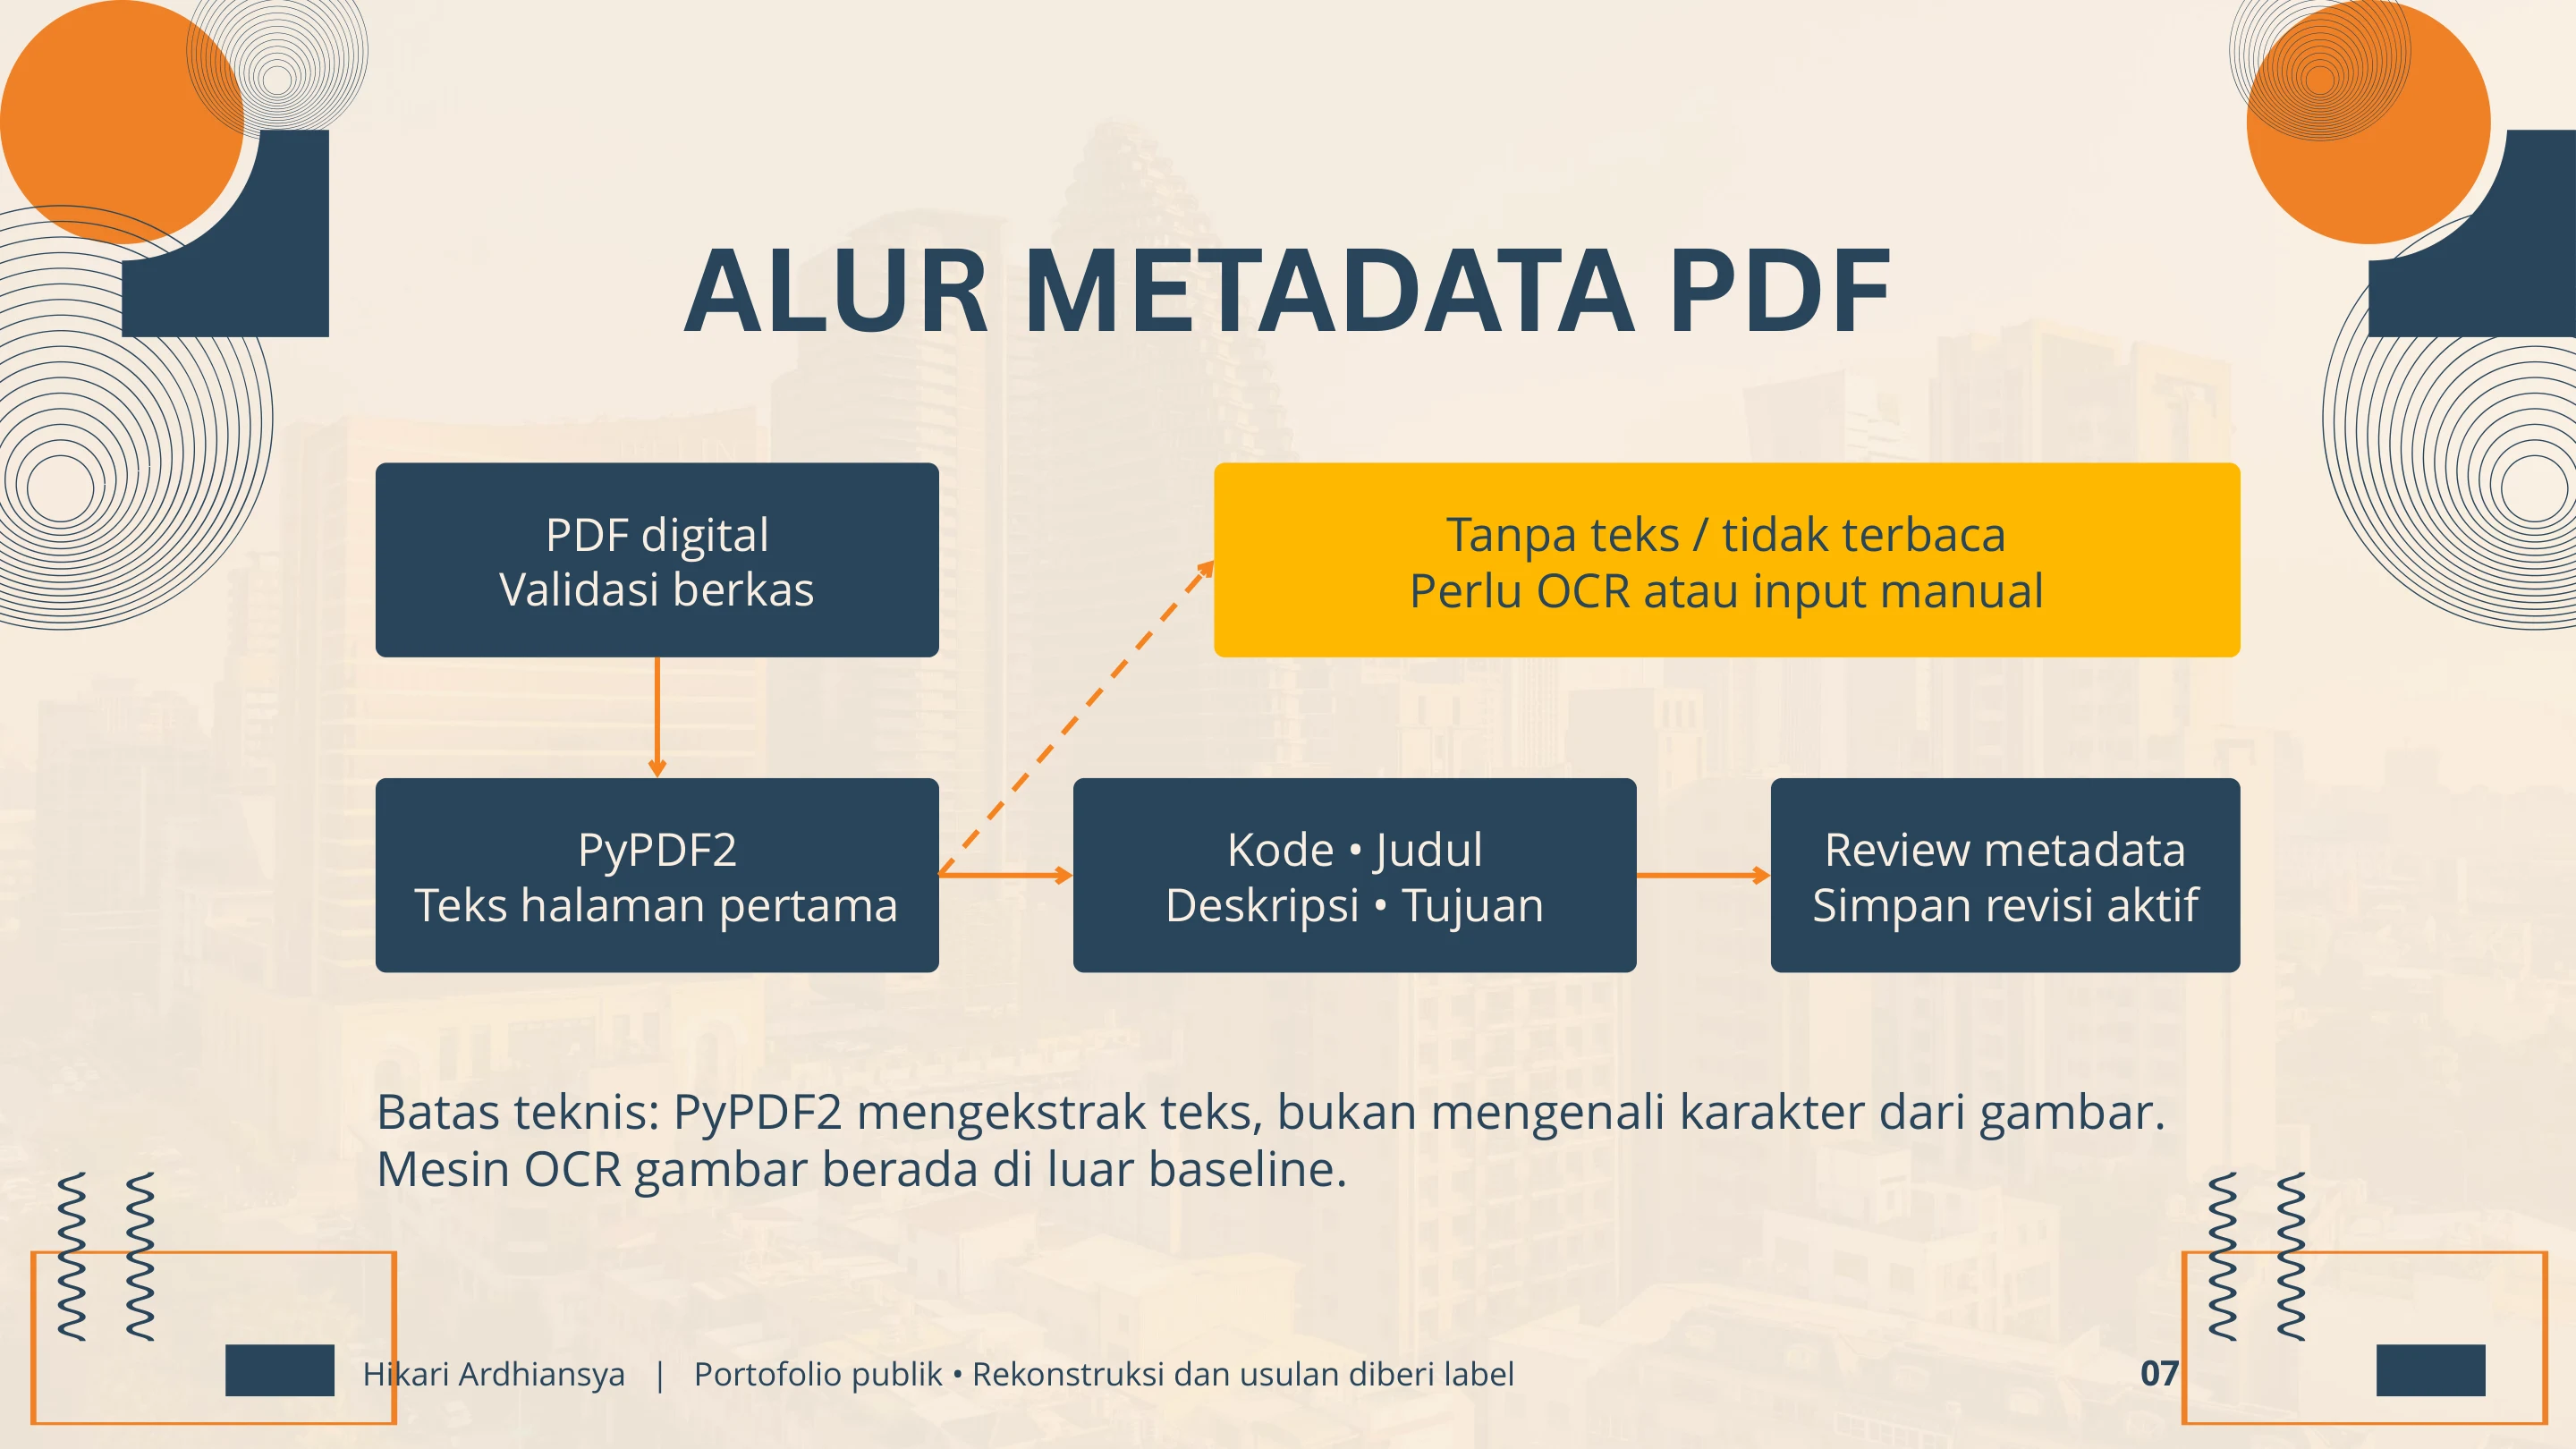 ALUR METADATA PDF
PDF digital
Validasi berkas
Tanpa teks / tidak terbaca
Perlu OCR atau input manual
PyPDF2
Teks halaman pertama
Kode • Judul
Deskripsi • Tujuan
Review metadata
Simpan revisi aktif
Batas teknis: PyPDF2 mengekstrak teks, bukan mengenali karakter dari gambar.
Mesin OCR gambar berada di luar baseline.
Hikari Ardhiansya | Portofolio publik • Rekonstruksi dan usulan diberi label
07